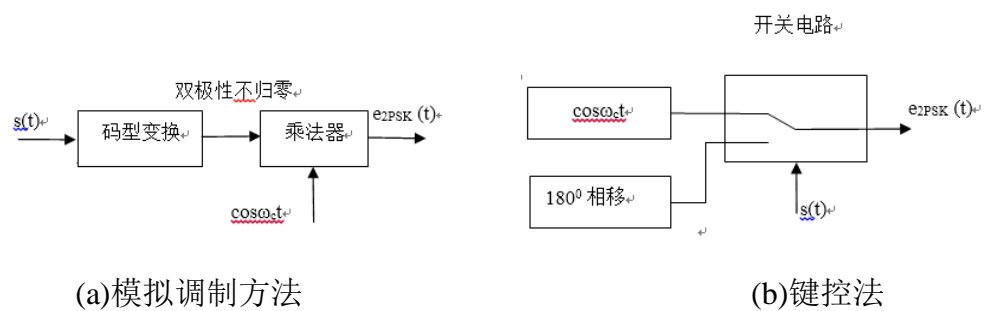 双极性不归零
s(t)
码型变换
乘法器
e2PSK (t)
cosωct
(a)模拟调制方法
开关电路
cosωct
1800 相移
e2PSK (t)
s(t)
(b)键控法